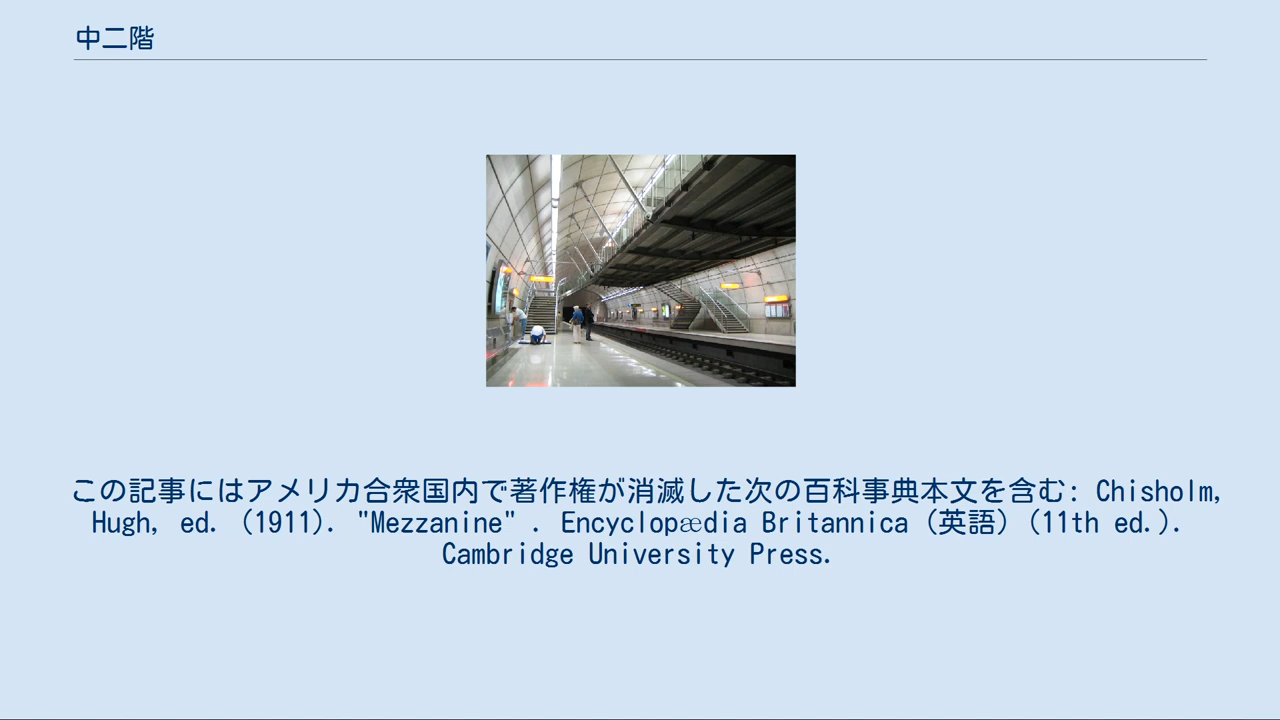 中二階
この記事にはアメリカ合衆国内で著作権が消滅した次の百科事典本文を含む: Chisholm,
Hugh, ed. (1911). "Mezzanine" . Encyclopædia Britannica (英語) (11th ed.).
Cambridge University Press.